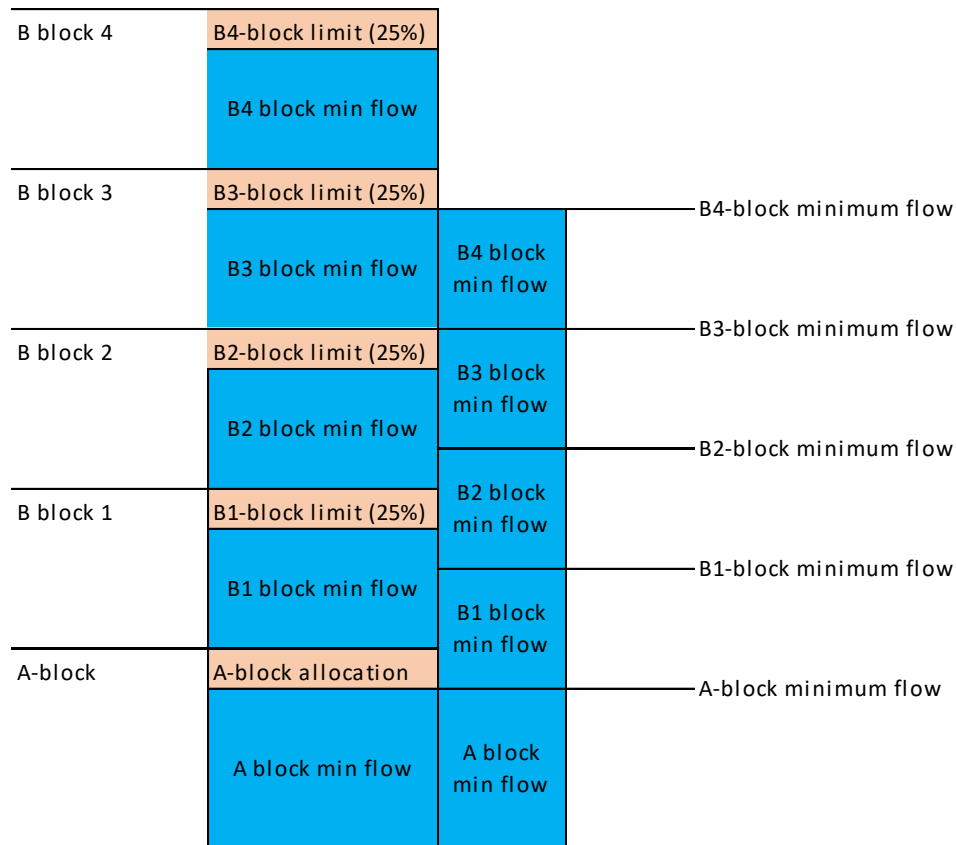 B block 4
B4-block limit (25%)
B4 block min flow
B block 3
B3-block limit (25%)
B4-block minimum flow
B3 block min flow
B4 block
min flow
B3-block minimum flow
B block 2
B2-block limit (25%)
B3 block
min flow
B2 block min flow
B2-block minimum flow
B block 1
B1-block limit (25%)
B2 block
min flow
B1-block minimum flow
B1 block min flow
B1 block
min flow
A-block
A-block allocation
A-block minimum flow
A block min flow
A block
min flow